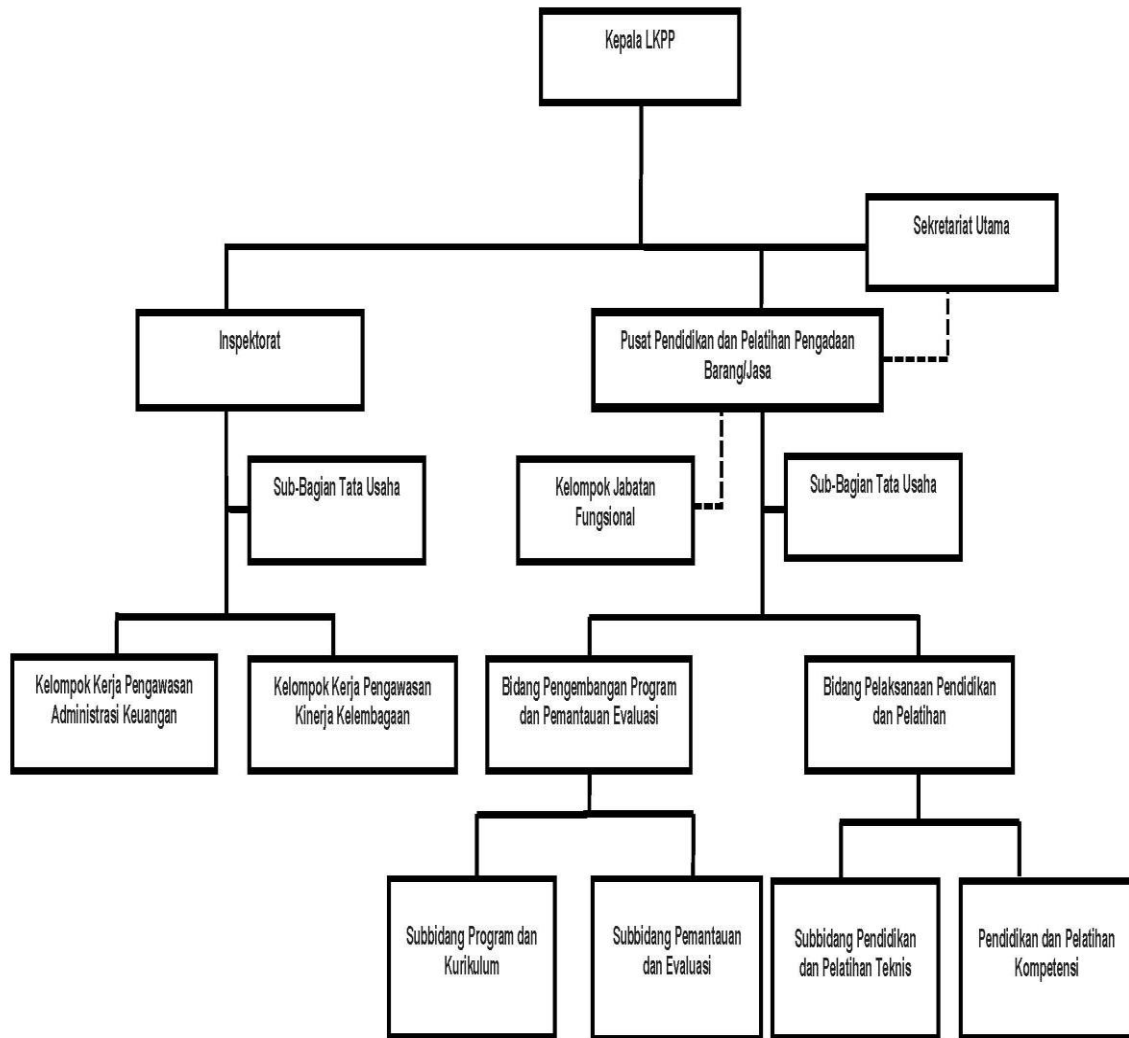 Kepala LKPP
Sekretariat Utama
Inspektorat
Pusat Pendidikan dan Pelatihan Pengadaan
Barang/Jasa
Sub-Bagian Tata Usaha
Kelompok Jabatan
Fungsional
Sub-Bagian Tata Usaha
Kelompok Kerja Pengawasan
Administrasi Keuangan
Kelompok Kerja Pengawasan
Kinerja Kelembagaan
Bidang Pengembangan Program
dan Pemantauan Evaluasi
Bidang Pelaksanaan Pendidikan
dan Pelatihan
Subbidang Program dan
Kurikulum
Subbidang Pemantauan
dan Evaluasi
Subbidang Pendidikan
dan Pelatihan Teknis
Pendidikan dan Pelatihan
Kompetensi